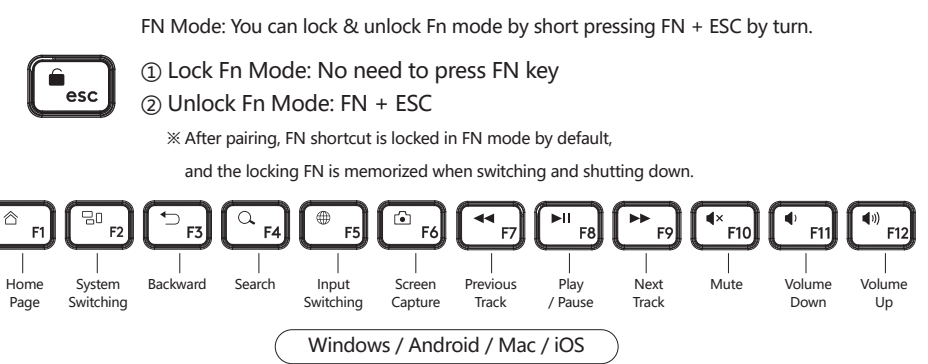 FN Mode: You can lock & unlock Fn mode by short pressing FN + ESC by turn.
esc
① Lock Fn Mode: No need to press FN key
② Unlock Fn Mode: FN + ESC
※ After pairing, FN shortcut is locked in FN mode by default,
and the locking FN is memorized when switching and shutting down.
F1 F2 F3 F4 F5 F6 F7 F8 F9 F10 F11 F12
Home Page
System Switching
Backward
Search
Input Switching
Screen Capture
Previous Track
Play / Pause
Next Track
Mute
Volume Down
Volume Up
Windows / Android / Mac / iOS